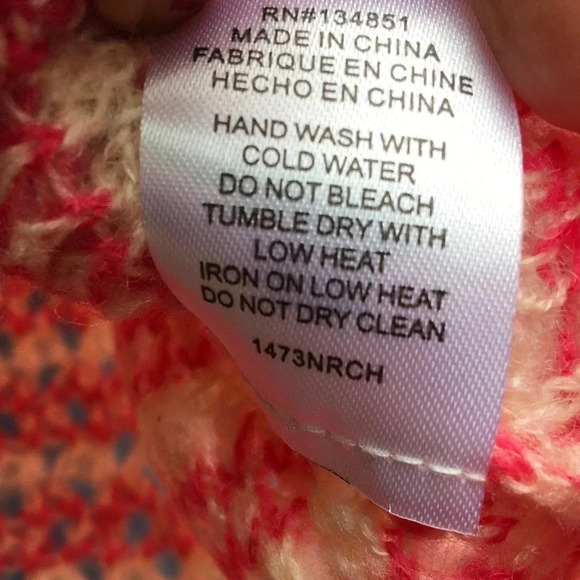 RN#134851
MADE IN CHINA
FABRIQUE EN CHINE
HECHO EN CHINA
HAND WASH WITH
COLD WATER
DO NOT BLEACH
TUMBLE DRY WITH
LOW HEAT
IRON ON LOW HEAT
DO NOT DRY CLEAN
1473NRCH